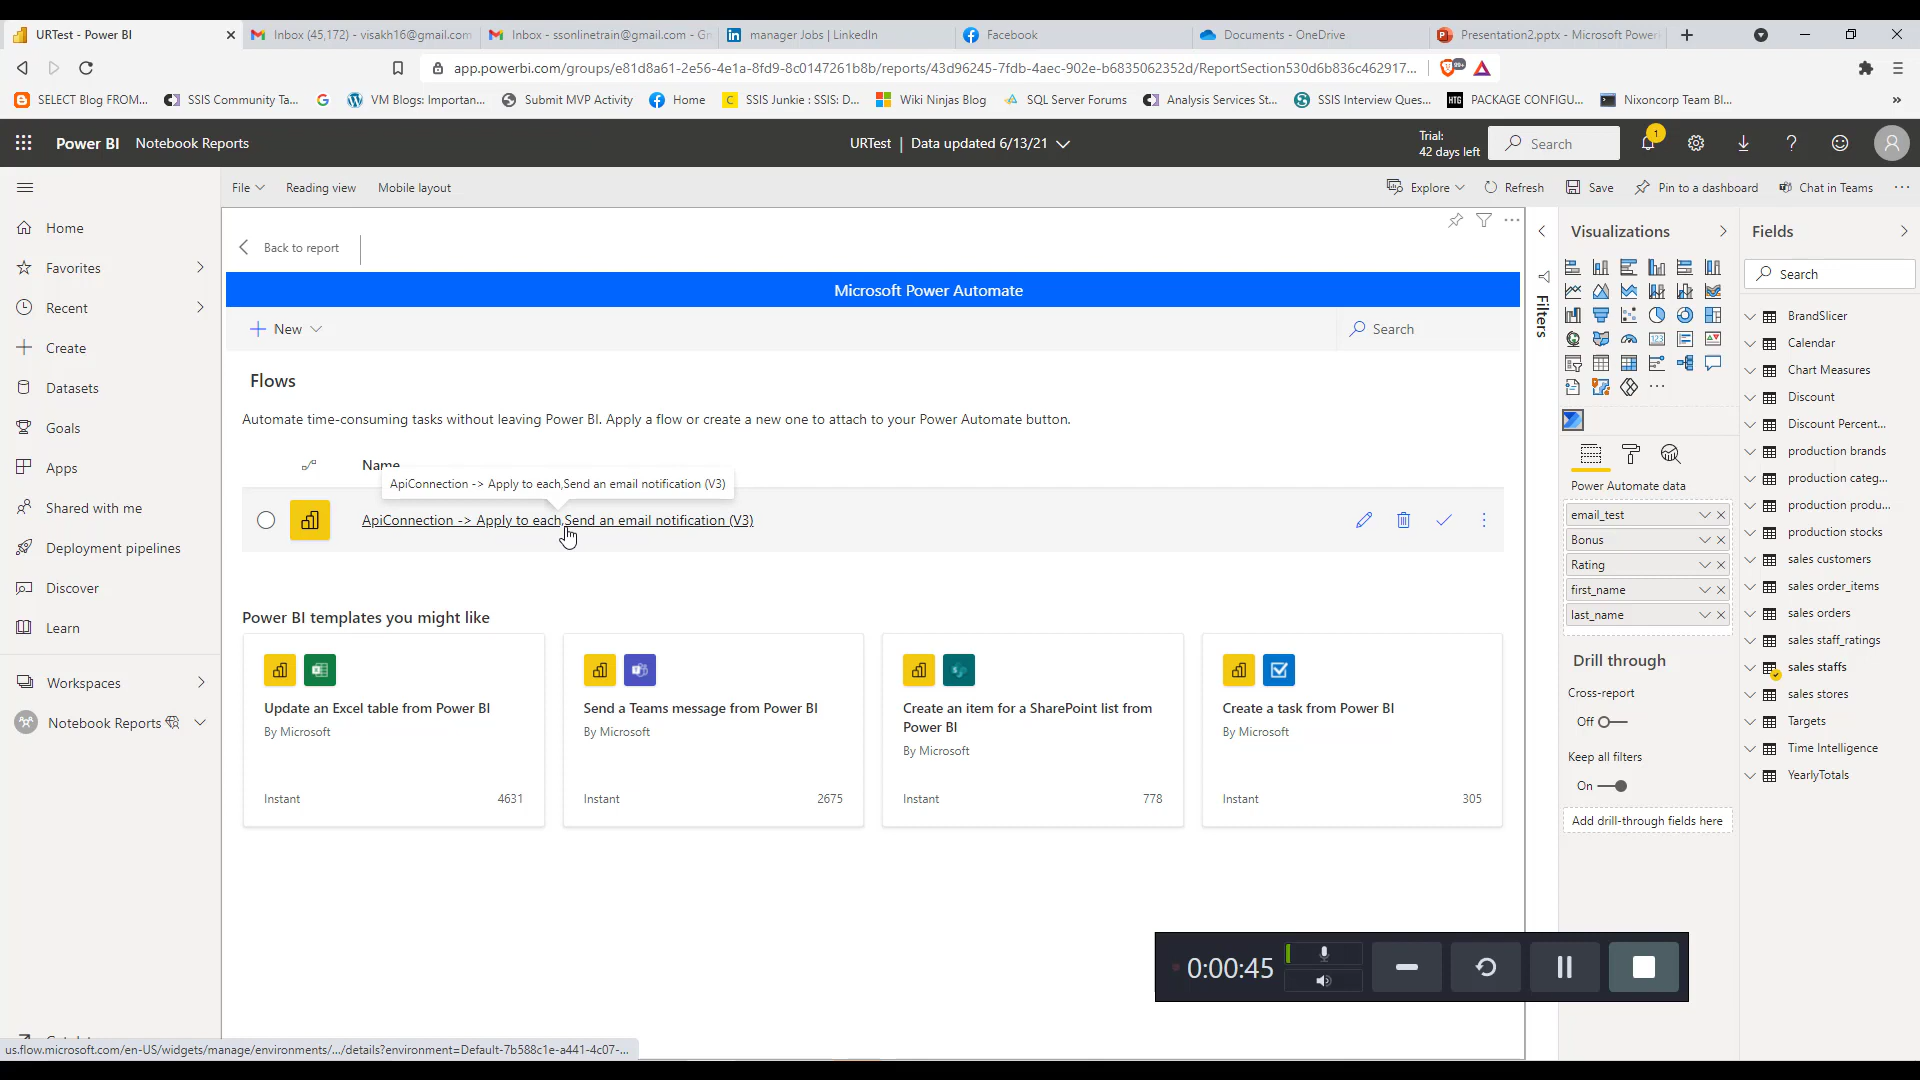 URTest - Power BI
Inbox (45,172) - visakh16@gmail.com
Inbox - ssonlinetrain@gmail.com - Gm
manager Jobs | LinkedIn
Facebook
Documents - OneDrive
Presentation2.pptx - Microsoft Power
app.powerbi.com/groups/e81d8a61-2e56-4e1a-8fd9-8c0147261b8b/reports/43d96245-7fdb-4aec-902e-b6835062352d/ReportSection530d6b836c462917...
99+
SELECT Blog FROM...
SSIS Community Ta...
VM Blogs: Importan...
Submit MVP Activity
Home
SSIS Junkie : SSIS: D...
Wiki Ninjas Blog
SQL Server Forums
Analysis Services St...
SSIS Interview Ques...
HTG
PACKAGE CONFIGU...
Nixoncorp Team Bl...
Power BI
Notebook Reports
URTest | Data updated 6/13/21
Trial:
42 days left
Search
1
File
Reading view
Mobile layout
Explore
Refresh
Save
Pin to a dashboard
Chat in Teams
Home
Favorites
Recent
Create
Datasets
Goals
Apps
Shared with me
Deployment pipelines
Discover
Learn
Workspaces
Notebook Reports
Back to report
Microsoft Power Automate
New
Search
Flows
Automate time-consuming tasks without leaving Power BI. Apply a flow or create a new one to attach to your Power Automate button.
Name
ApiConnection -> Apply to each,Send an email notification (V3)
ApiConnection -> Apply to each,Send an email notification (V3)
Power BI templates you might like
Update an Excel table from Power BI
By Microsoft
Instant
4631
Send a Teams message from Power BI
By Microsoft
Instant
2675
Create an item for a SharePoint list from
Power BI
By Microsoft
Instant
778
Create a task from Power BI
By Microsoft
Instant
305
Filters
Visualizations
Power Automate data
email_test
Bonus
Rating
first_name
last_name
Drill through
Cross-report
Off
Keep all filters
On
Add drill-through fields here
Fields
Search
BrandSlicer
Calendar
Chart Measures
Discount
Discount Percent...
production brands
production categ...
production produ...
production stocks
sales customers
sales order_items
sales orders
sales staff_ratings
sales staffs
sales stores
Targets
Time Intelligence
YearlyTotals
0:00:45
us.flow.microsoft.com/en-US/widgets/manage/environments/.../details?environment=Default-7b588c1e-a441-4c07-...